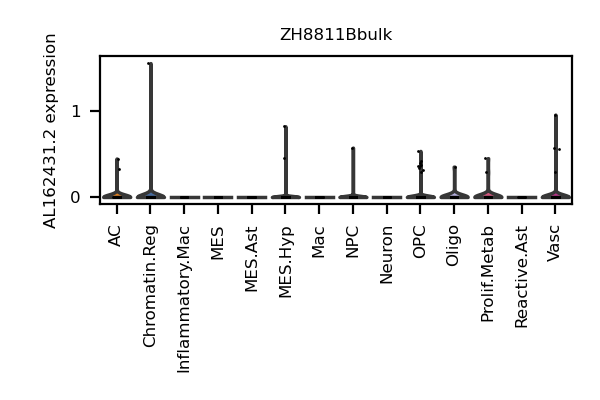 ZH8811Bbulk
AL162431.2 expression
1
0
AC
Chromatin.Reg
Inflammatory.Mac
MES
MES.Ast
MES.Hyp
Mac
NPC
Neuron
OPC
Oligo
Prolif.Metab
Reactive.Ast
Vasc